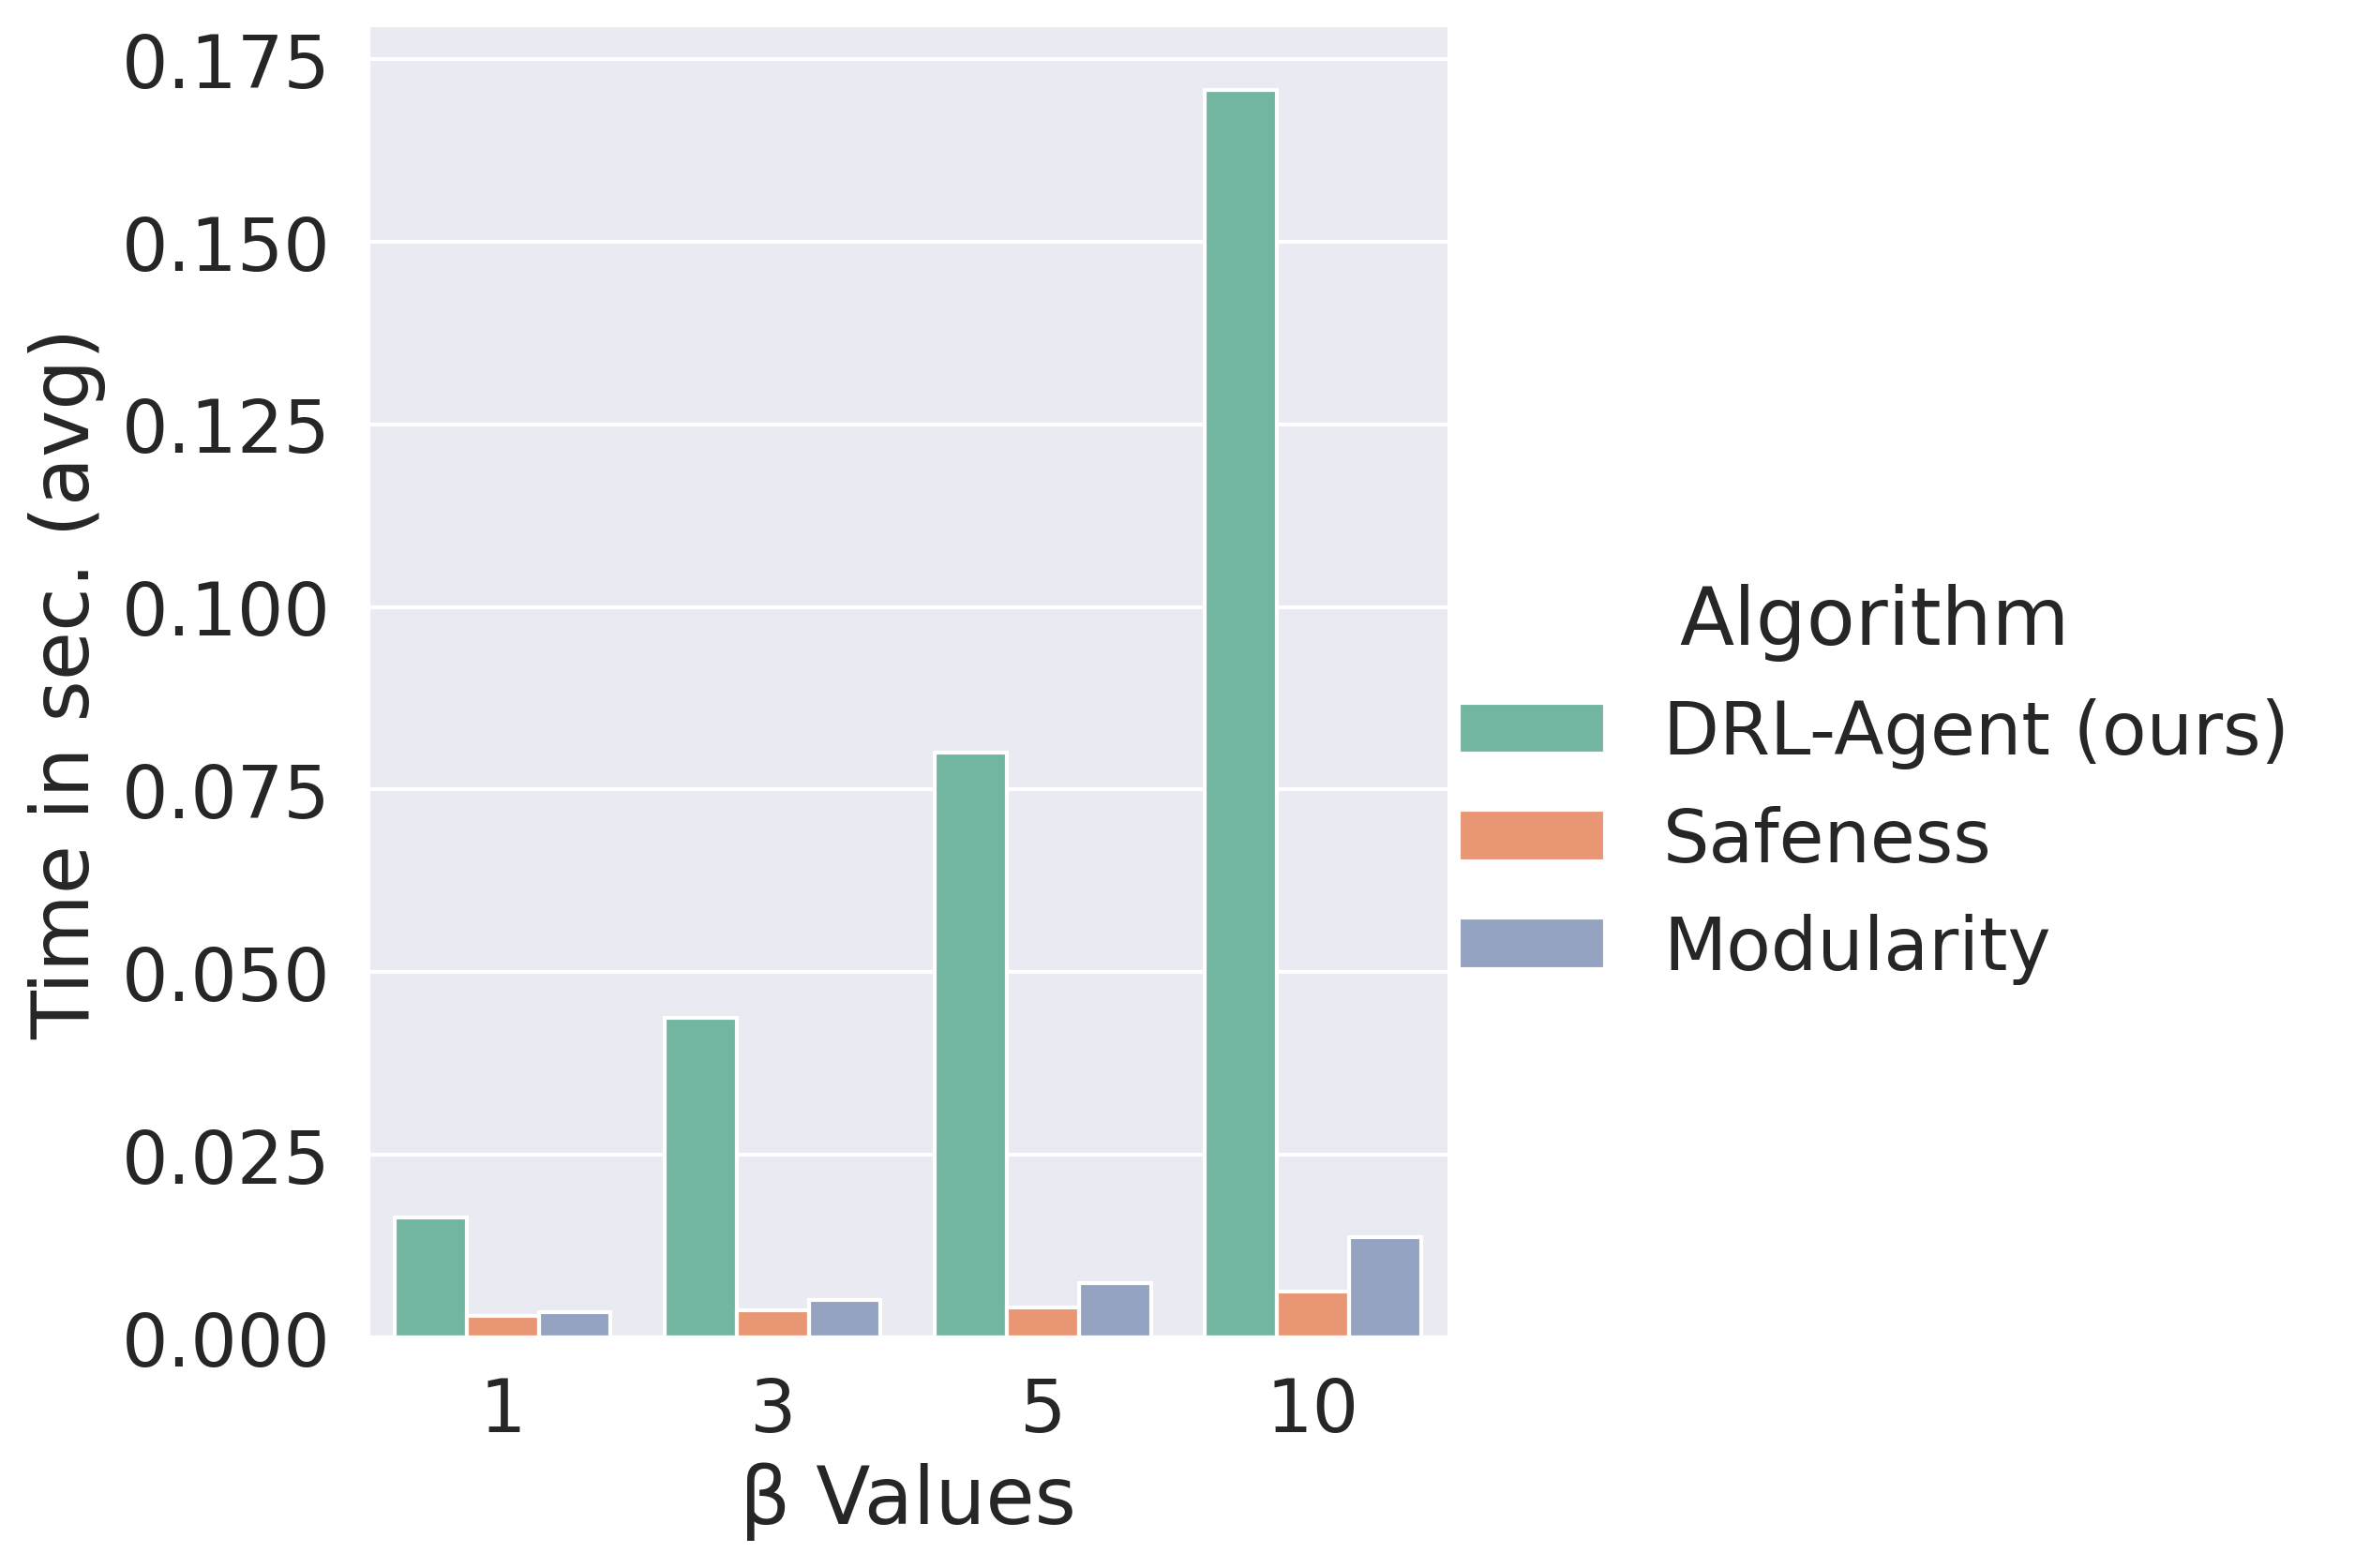 Time in sec. (avg)
0.175
0.150
0.125
0.100
0.075
0.050
0.025
0.000
1 3 5 10
β Values
Algorithm
DRL-Agent (ours)
Safeness
Modularity